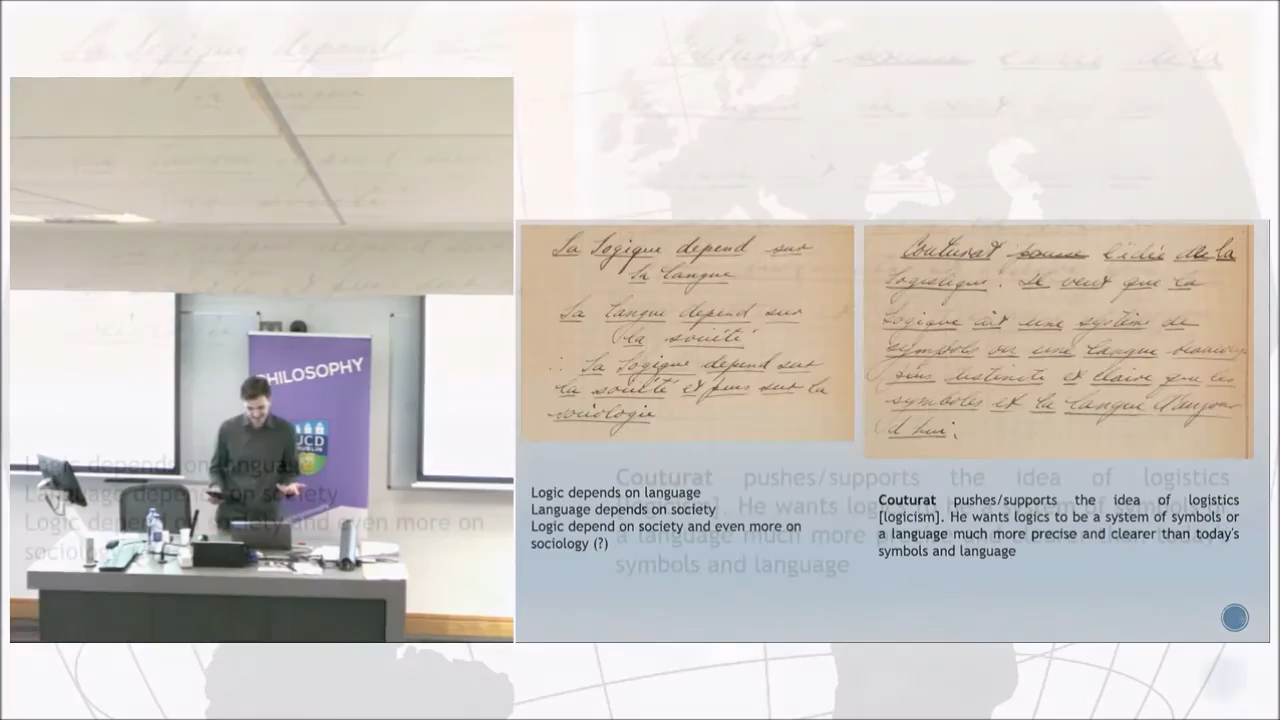 PHILOSOPHY
UCD
DUBLIN
La Logique depend sur
la langue
La langue depend sur
la société
∴ La Logique depend sur
la société et puis sur la
sociologie
Couturat pousse l'idée de la
Logistique. Il veut que la
Logique soit une système de
symbols ou une langue beaucoup
plus distincte et claire que les
symboles et la langue d'aujour
d'hui.
Logic depends on language
Language depends on society
Logic depend on society and even more on
sociology (?)
Couturat pushes/supports the idea of logistics
[logicism]. He wants logics to be a system of symbols or
a language much more precise and clearer than today's
symbols and language